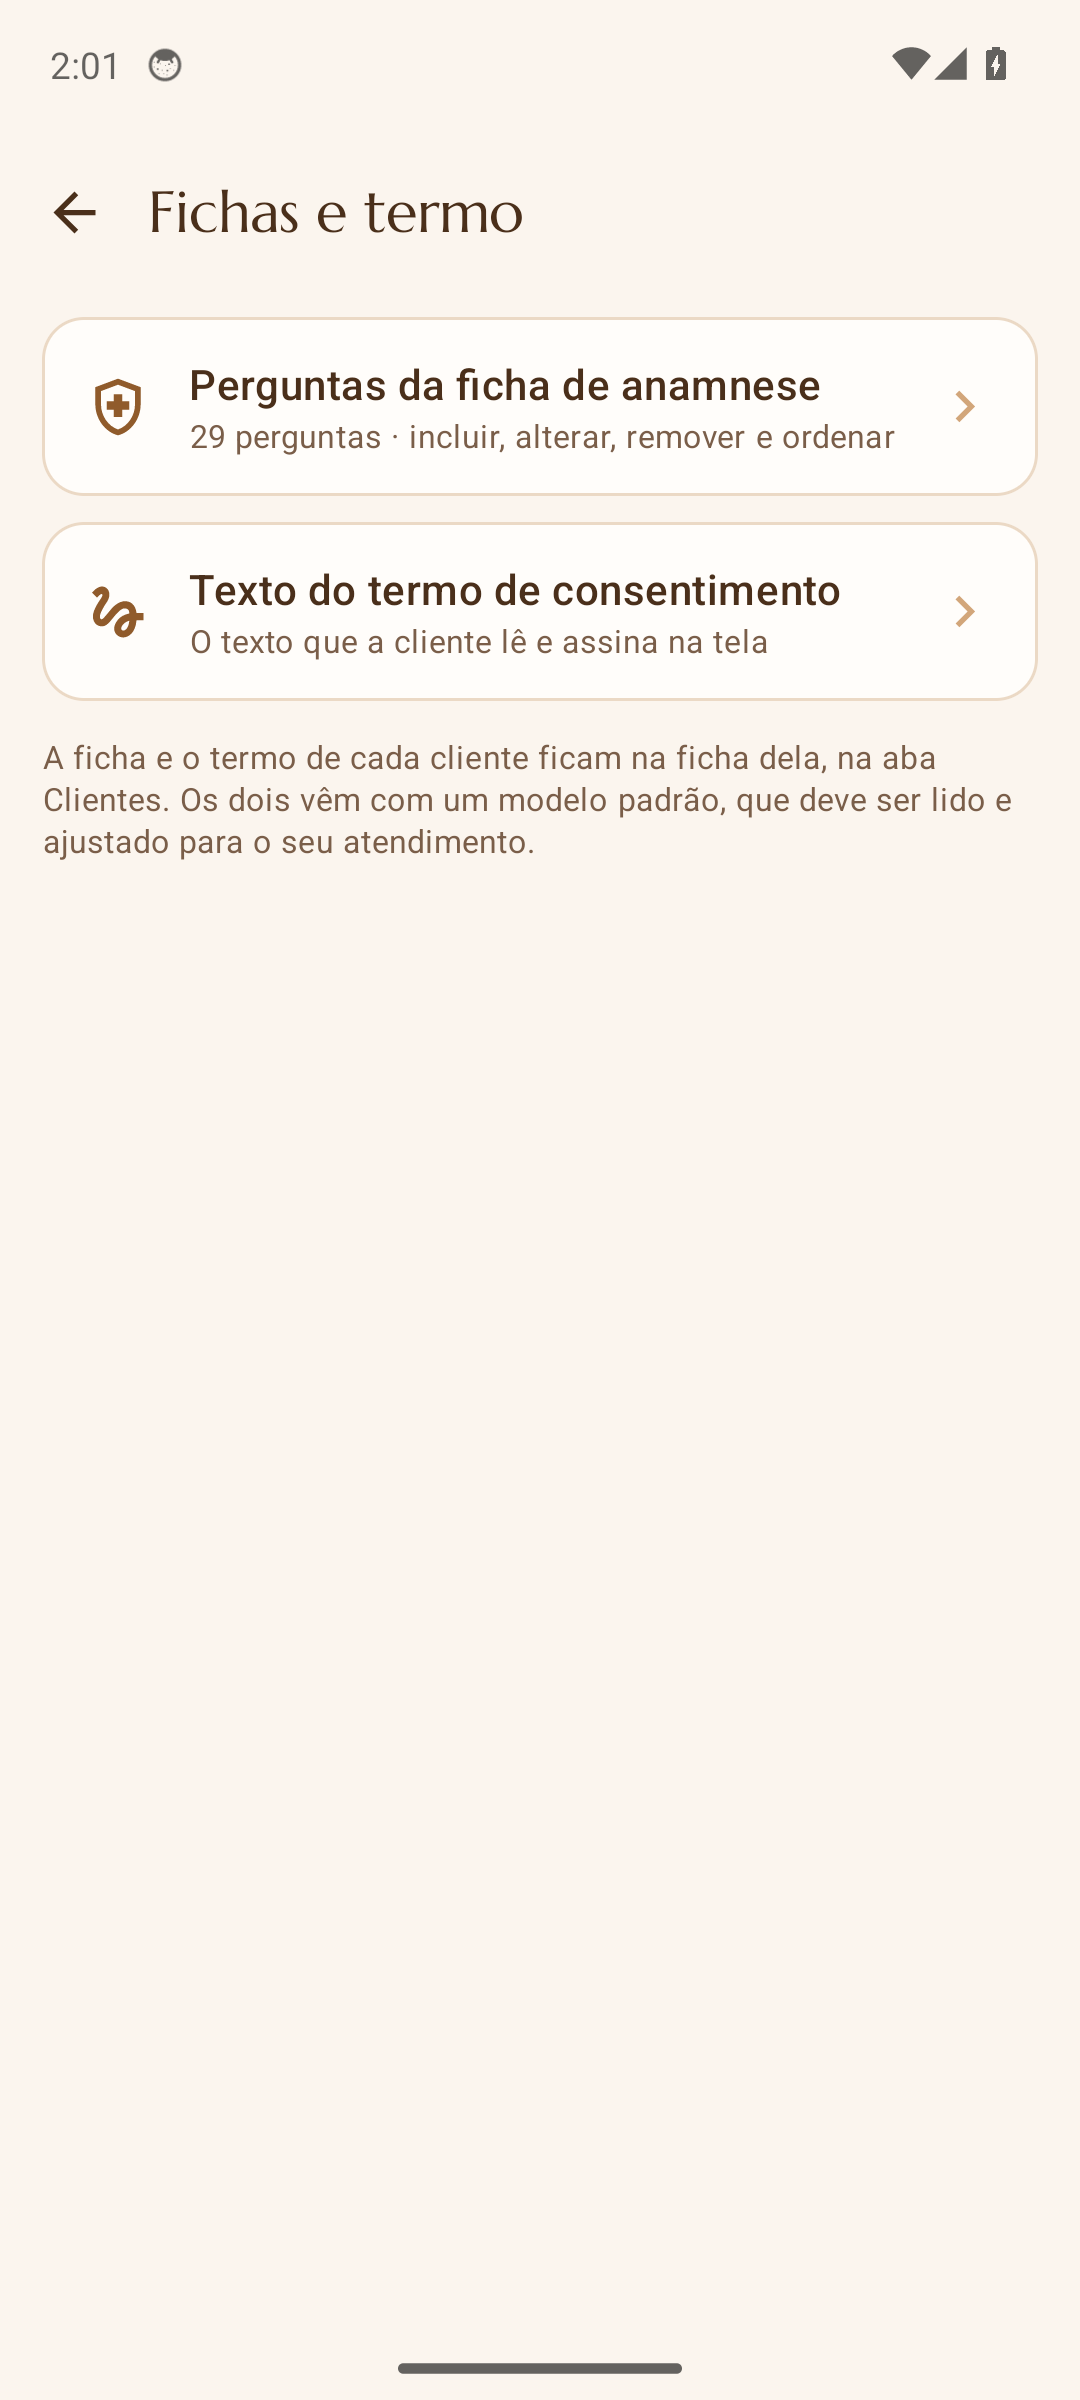 2:01
Fichas e termo
Perguntas da ficha de anamnese
29 perguntas · incluir, alterar, remover e ordenar
Texto do termo de consentimento
O texto que a cliente lê e assina na tela
A ficha e o termo de cada cliente ficam na ficha dela, na aba
Clientes. Os dois vêm com um modelo padrão, que deve ser lido e
ajustado para o seu atendimento.